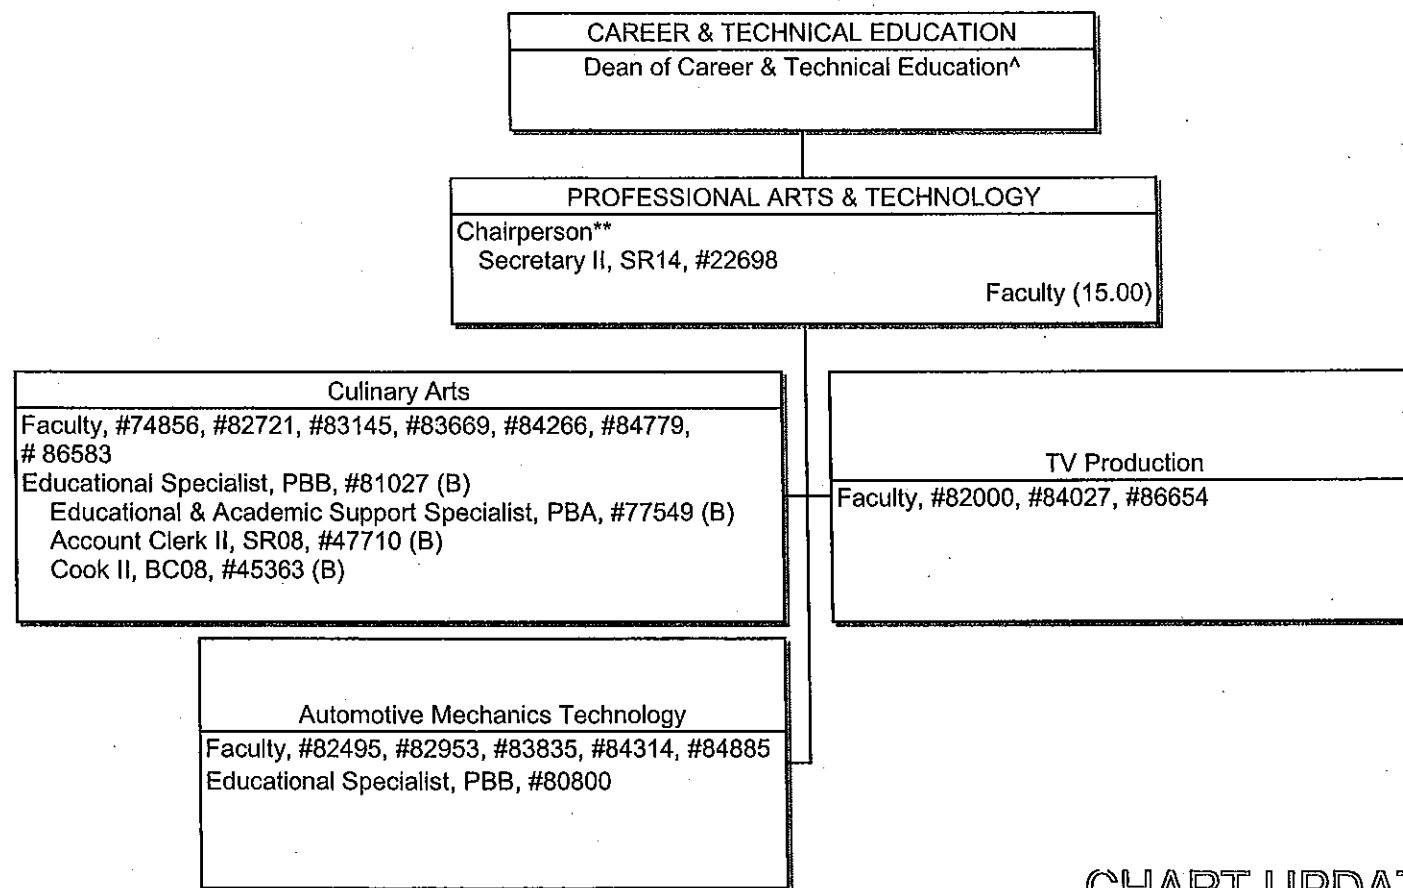 CAREER & TECHNICAL EDUCATION
Dean of Career & Technical Education^
PROFESSIONAL ARTS & TECHNOLOGY
Chairperson**
Secretary II, SR14, #22698
Faculty (15.00)
Culinary Arts
Faculty, #74856, #82721, #83145, #83669, #84266, #84779,
# 86583
Educational Specialist, PBB, #81027 (B)
Educational & Academic Support Specialist, PBA, #77549 (B)
Account Clerk II, SR08, #47710 (B)
Cook II, BC08, #45363 (B)
TV Production
Faculty, #82000, #84027, #86654
Automotive Mechanics Technology
Faculty, #82495, #82953, #83835, #84314, #84885
Educational Specialist, PBB, #80800
CHART